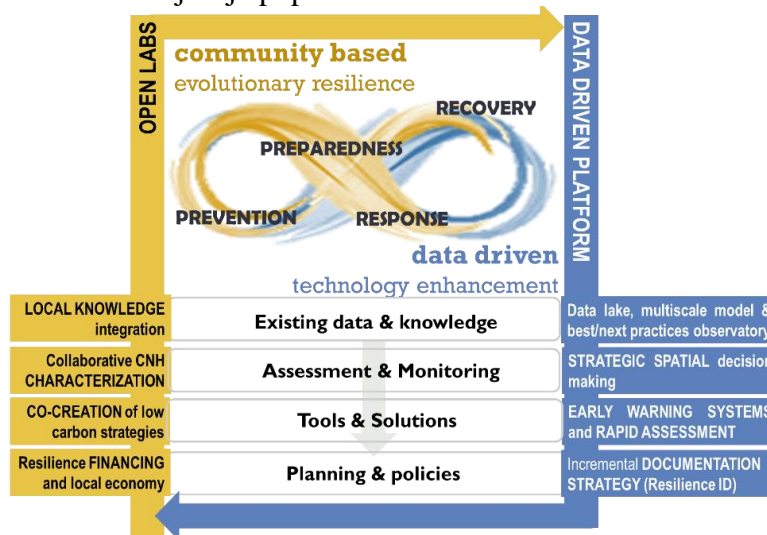 OPEN LABS
community based
evolutionary resilience
RECOVERY
PREPAREDNESS
PREVENTION
RESPONSE
data driven
technology enhancement
DATA DRIVEN PLATFORM
LOCAL KNOWLEDGE
integration
Existing data & knowledge
Data lake, multiscale model &
best/next practices observatory
Collaborative CNH
CHARACTERIZATION
Assessment & Monitoring
STRATEGIC SPATIAL decision
making
CO-CREATION of low
carbon strategies
Tools & Solutions
EARLY WARNING SYSTEMS
and RAPID ASSESSMENT
Resilience FINANCING
and local economy
Planning & policies
Incremental DOCUMENTATION
STRATEGY (Resilience ID)